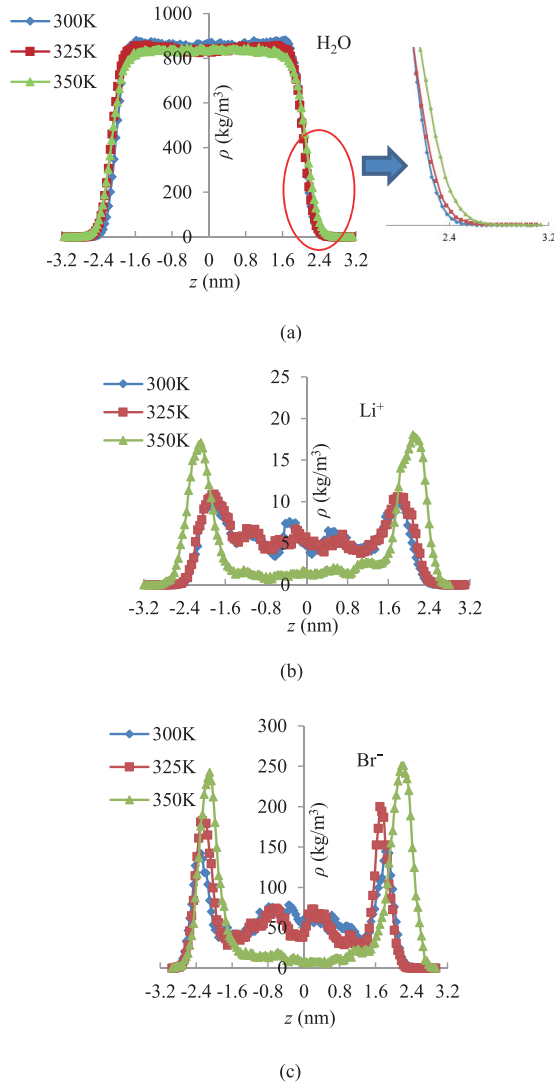 300K
325K
350K
H₂O
1000
800
600
400
200
0
ρ (kg/m³)
-3.2 -2.4 -1.6 -0.8 0 0.8 1.6 2.4 3.2
z (nm)
2.4 3.2
(a)
300K
325K
350K
Li⁺
25
20
15
10
5
0
ρ (kg/m³)
-3.2 -2.4 -1.6 -0.8 0 0.8 1.6 2.4 3.2
z (nm)
(b)
300K
325K
350K
Br⁻
300
250
200
150
100
50
0
ρ (kg/m³)
-3.2 -2.4 -1.6 -0.8 0 0.8 1.6 2.4 3.2
z (nm)
(c)